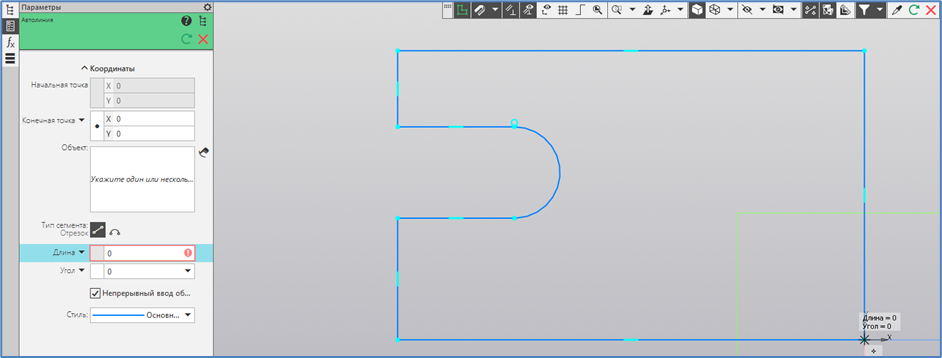 Параметры
Автолиния
?
fx
Координаты
Начальная точка
X 0
Y 0
Конечная точка
X 0
Y 0
Объект:
Укажите один или несколь...
Тип сегмента:
Отрезок
Длина 0
Угол 0
Непрерывный ввод об...
Стиль: Основн...
Длина = 0
Угол = 0
X